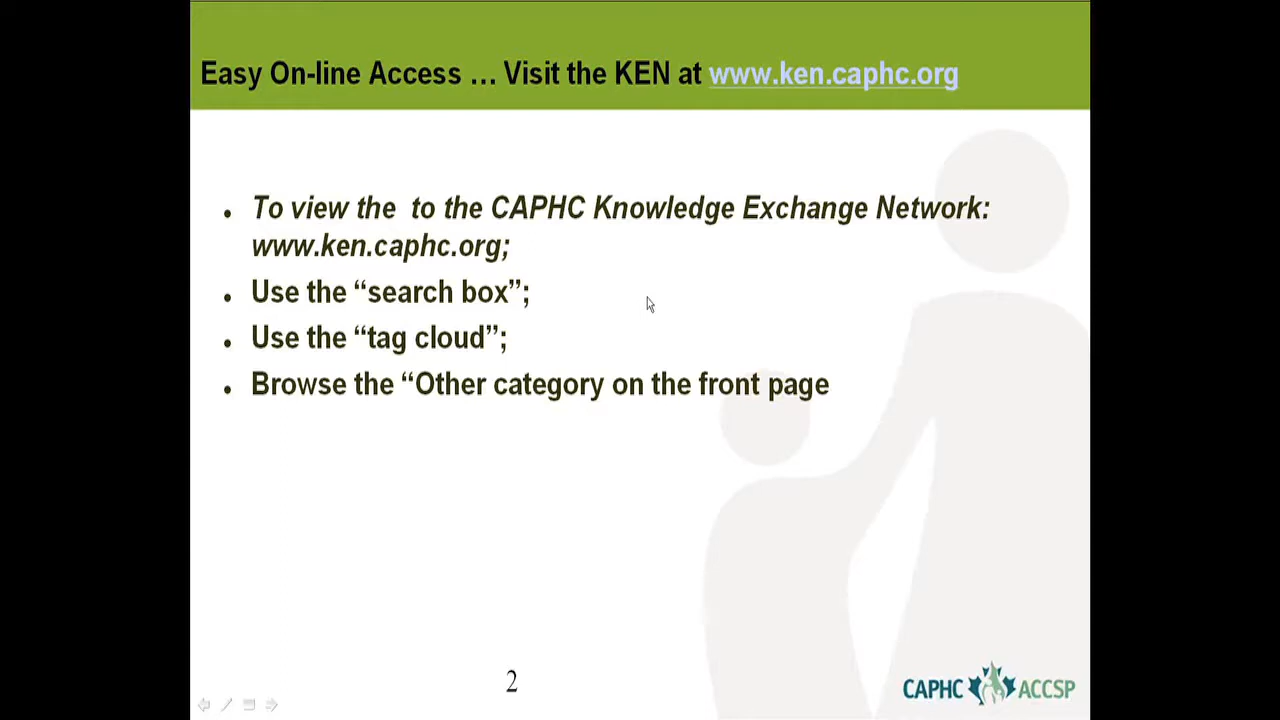 Easy On-line Access … Visit the KEN at www.ken.caphc.org
• To view the  to the CAPHC Knowledge Exchange Network:
www.ken.caphc.org;
• Use the “search box”;
• Use the “tag cloud”;
• Browse the “Other category on the front page
2
CAPHC ACCSP